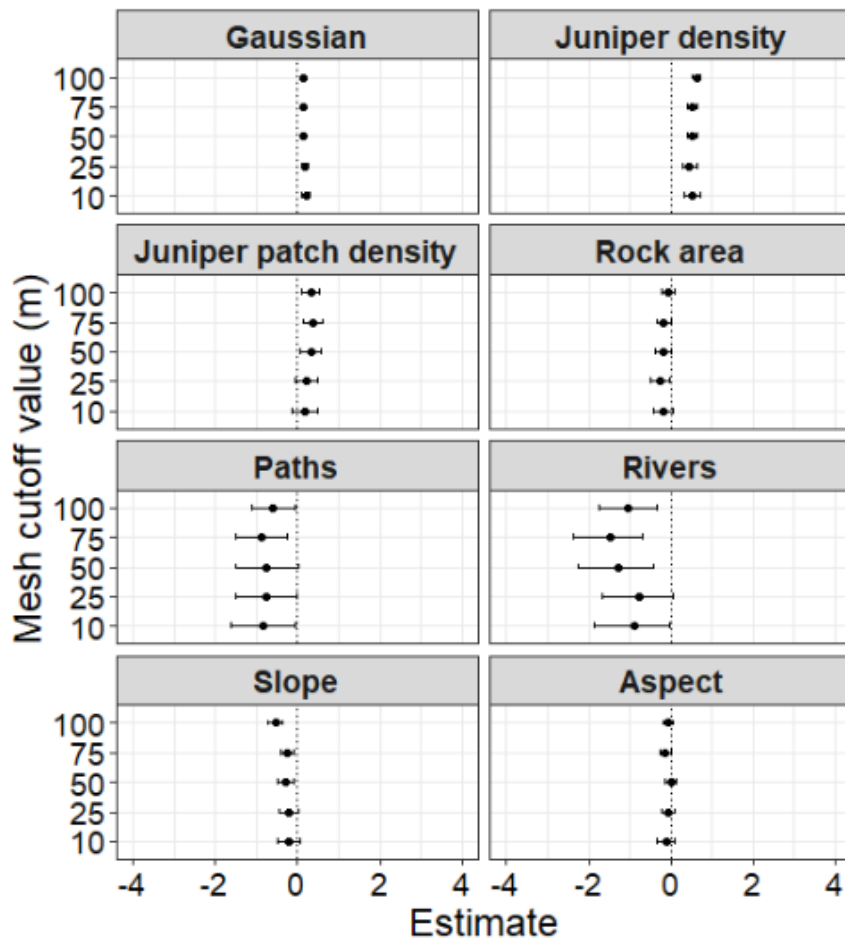 Gaussian Juniper density
100
75
50
25
10
Juniper patch density Rock area
100
75
50
25
10
Paths Rivers
100
75
50
25
10
Slope Aspect
100
75
50
25
10
-4 -2 0 2 4 -4 -2 0 2 4
Estimate
Mesh cutoff value (m)